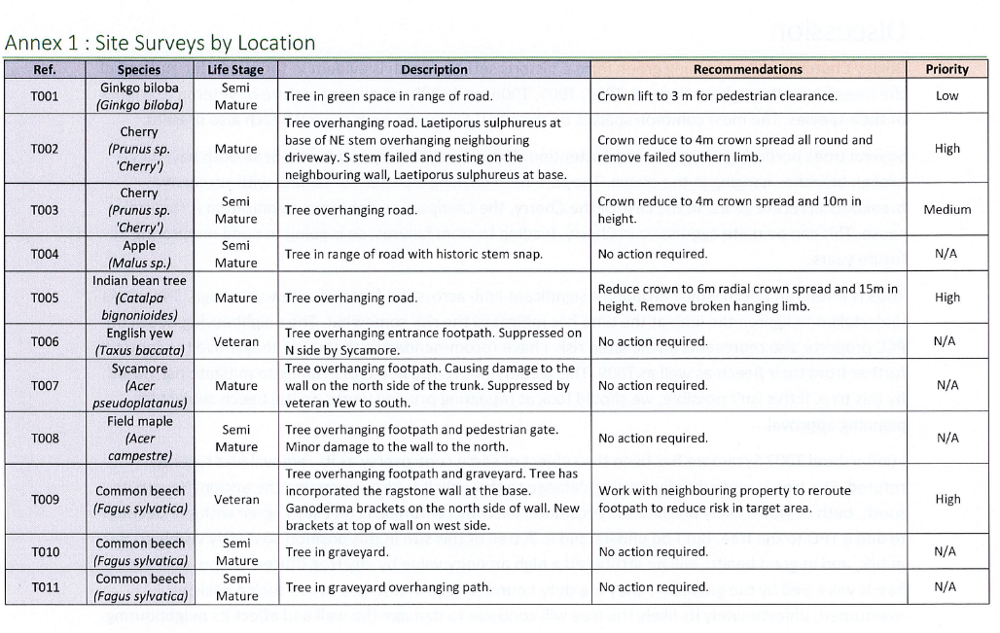 Annex 1 : Site Surveys by Location
Ref. Species Life Stage Description Recommendations Priority
T001
Ginkgo biloba
(Ginkgo biloba)
Semi
Mature
Tree in green space in range of road.
Crown lift to 3 m for pedestrian clearance.
Low
T002
Cherry
(Prunus sp.
'Cherry')
Mature
Tree overhanging road. Laetiporus sulphureus at
base of NE stem overhanging neighbouring
driveway. S stem failed and resting on the
neighbouring wall, Laetiporus sulphureus at base.
Crown reduce to 4m crown spread all round and
remove failed southern limb.
High
T003
Cherry
(Prunus sp.
'Cherry')
Semi
Mature
Tree overhanging road.
Crown reduce to 4m crown spread and 10m in
height.
Medium
T004
Apple
(Malus sp.)
Semi
Mature
Tree in range of road with historic stem snap.
No action required.
N/A
T005
Indian bean tree
(Catalpa
bignonioides)
Mature
Tree overhanging road.
Reduce crown to 6m radial crown spread and 15m in
height. Remove broken hanging limb.
High
T006
English yew
(Taxus baccata)
Veteran
Tree overhanging entrance footpath. Suppressed on
N side by Sycamore.
No action required.
N/A
T007
Sycamore
(Acer
pseudoplatanus)
Mature
Tree overhanging footpath. Causing damage to the
wall on the north side of the trunk. Suppressed by
veteran Yew to south.
No action required.
N/A
T008
Field maple
(Acer
campestre)
Semi
Mature
Tree overhanging footpath and pedestrian gate.
Minor damage to the wall to the north.
No action required.
N/A
T009
Common beech
(Fagus sylvatica)
Veteran
Tree overhanging footpath and graveyard. Tree has
incorporated the ragstone wall at the base.
Ganoderma brackets on the north side of wall. New
brackets at top of wall on west side.
Work with neighbouring property to reroute
footpath to reduce risk in target area.
High
T010
Common beech
(Fagus sylvatica)
Semi
Mature
Tree in graveyard.
No action required.
N/A
T011
Common beech
(Fagus sylvatica)
Semi
Mature
Tree in graveyard overhanging path.
No action required.
N/A